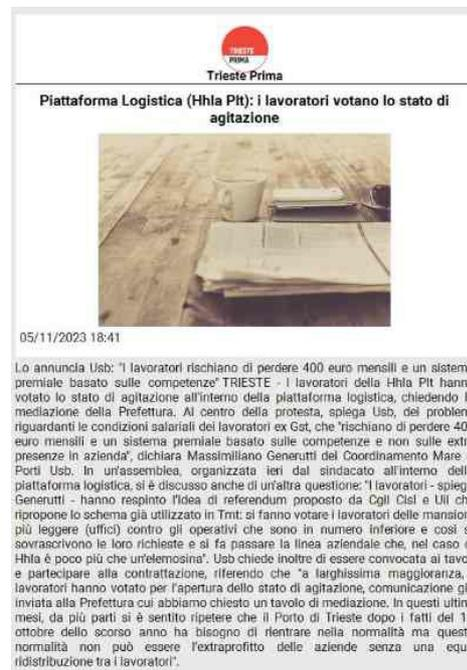 TRIESTE
PRIMA
Trieste Prima
Piattaforma Logistica (Hhla Plt): i lavoratori votano lo stato di
agitazione
05/11/2023 18:41
Lo annuncia Usb: "I lavoratori rischiano di perdere 400 euro mensili e un sistem
premiale basato sulle competenze" TRIESTE - I lavoratori della Hhla Plt hann
votato lo stato di agitazione all'interno della piattaforma logistica, chiedendo l
mediazione della Prefettura. Al centro della protesta, spiega Usb, dei problem
riguardanti le condizioni salariali dei lavoratori ex Gst, che "rischiano di perdere 40
euro mensili e un sistema premiale basato sulle competenze e non sulle extr
presenze in azienda", dichiara Massimiliano Generutti del Coordinamento Mare
Porti Usb. In un'assemblea, organizzata ieri dal sindacato all'interno dell
piattaforma logistica, si è discusso anche di un'altra questione: "I lavoratori - spieg
Generutti - hanno respinto l'idea di referendum proposto da Cgil Cisl e Uil ch
ripropone lo schema già utilizzato in Tmt: si fanno votare i lavoratori delle mansion
più leggere (uffici) contro gli operativi che sono in numero inferiore e così s
sovrascrivono le loro richieste e si fa passare la linea aziendale che, nel caso
Hhla è poco più che un'elemosina". Usb chiede inoltre di essere convocata ai tavo
e partecipare alla contrattazione, riferendo che "a larghissima maggioranza,
lavoratori hanno votato per l'apertura dello stato di agitazione, comunicazione gi
inviata alla Prefettura cui abbiamo chiesto un tavolo di mediazione. In questi ultim
mesi, da più parti si è sentito ripetere che il Porto di Trieste dopo i fatti del 1
ottobre dello scorso anno ha bisogno di rientrare nella normalità ma quest
normalità non può essere l'extraprofitto delle aziende senza una equ
ridistribuzione tra i lavoratori".